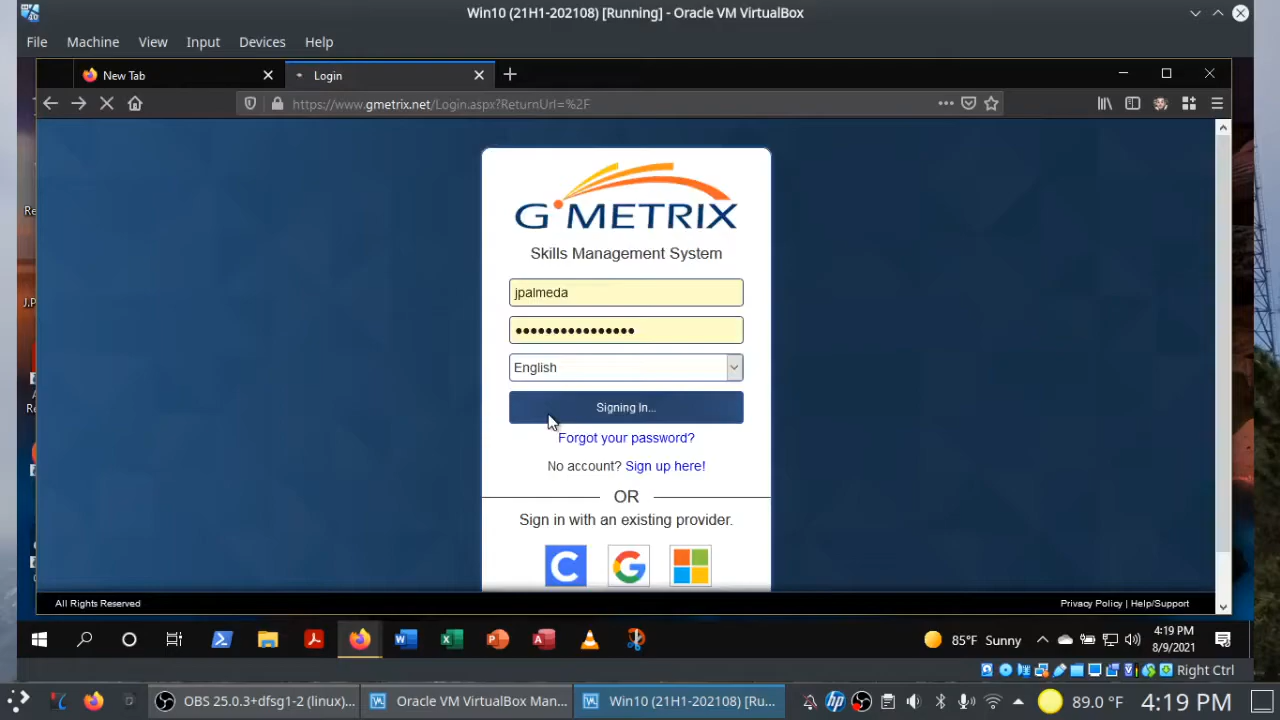 Win10 (21H1-202108) [Running] - Oracle VM VirtualBox
File Machine View Input Devices Help
New Tab
Login
https://www.gmetrix.net/Login.aspx?ReturnUrl=%2F
G METRIX
Skills Management System
jpalmeda
English
Signing In...
Forgot your password?
No account? Sign up here!
OR
Sign in with an existing provider.
C G
All Rights Reserved
Privacy Policy | Help/Support
85°F Sunny
4:19 PM
8/9/2021
Right Ctrl
OBS 25.0.3+dfsg1-2 (linux)...
Oracle VM VirtualBox Man...
Win10 (21H1-202108) [Ru...
89.0 °F
4:19 PM